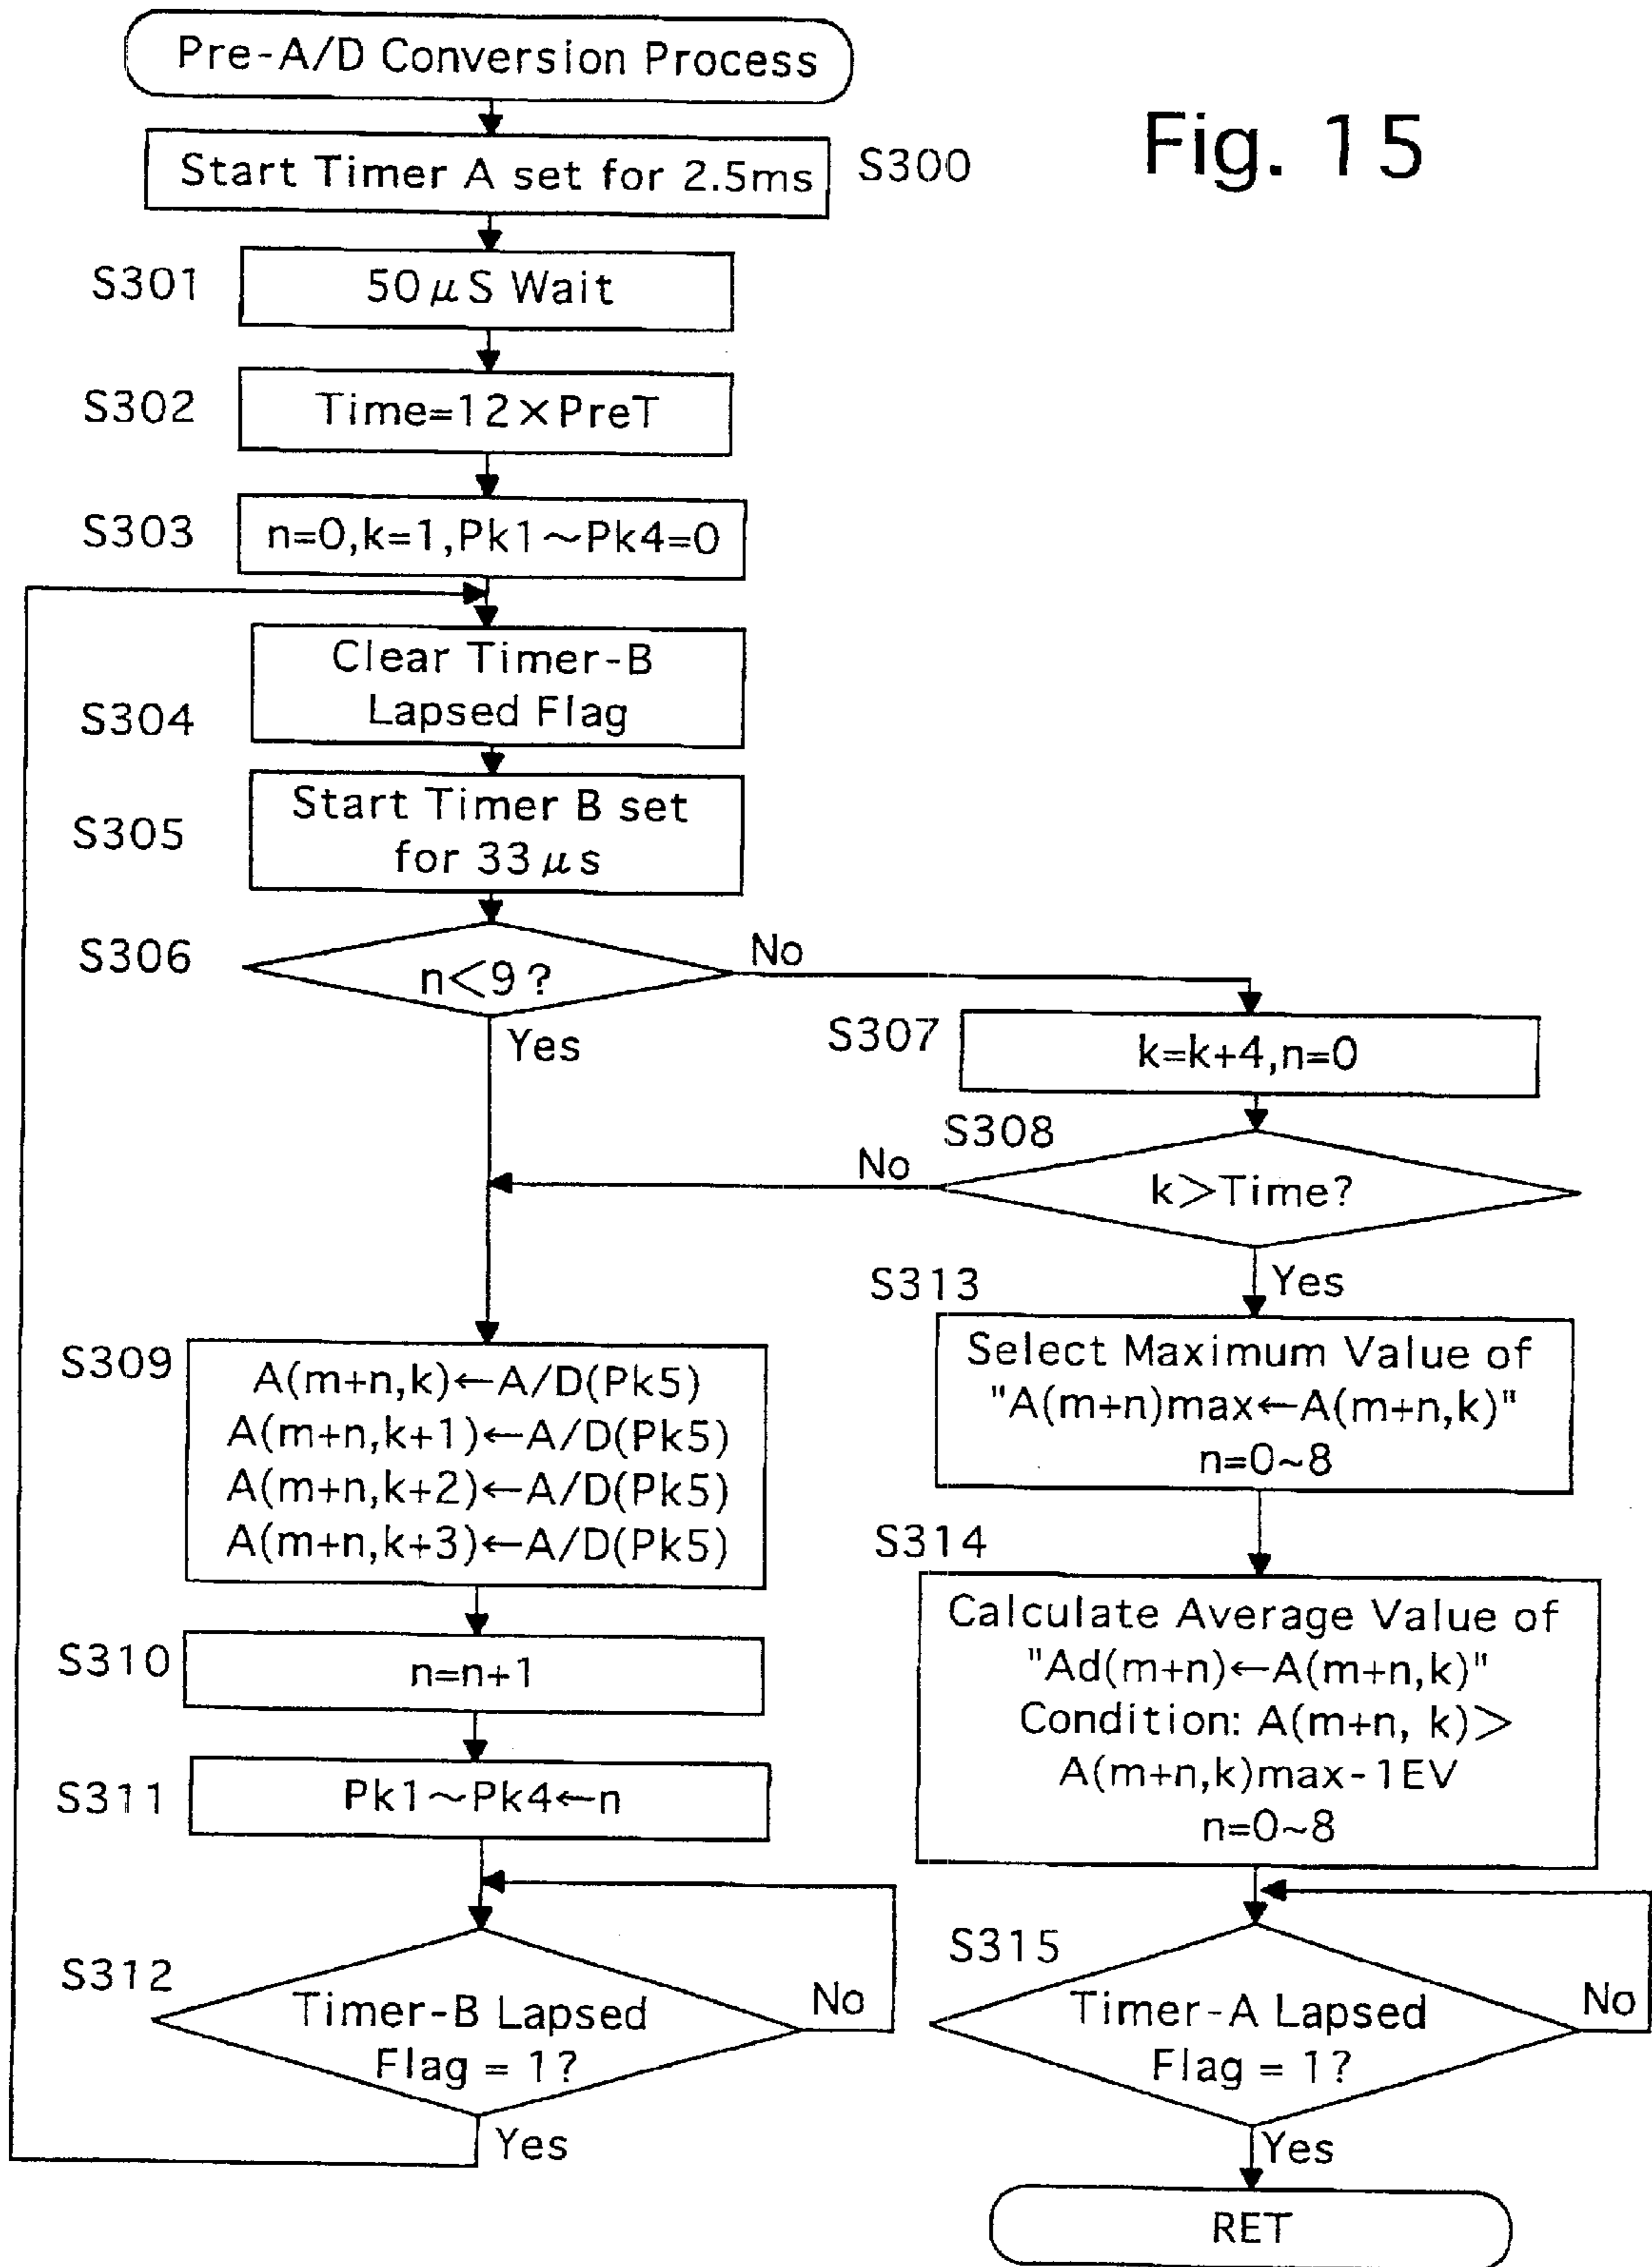 Pre-A/D Conversion Process
Fig. 15
Start Timer A set for 2.5ms
S300
S301
50μS Wait
S302
Time=12×PreT
S303
n=0,k=1,Pk1~Pk4=0
Clear Timer-B
Lapsed Flag
S304
Start Timer B set
for 33μs
S305
S306
n<9?
No
Yes
S307
k=k+4,n=0
S308
No
k>Time?
Yes
S313
Select Maximum Value of
"A(m+n)max←A(m+n,k)"
n=0~8
S309
A(m+n,k)←A/D(Pk5)
A(m+n,k+1)←A/D(Pk5)
A(m+n,k+2)←A/D(Pk5)
A(m+n,k+3)←A/D(Pk5)
S314
Calculate Average Value of
"Ad(m+n)←A(m+n,k)"
Condition: A(m+n, k)>
A(m+n,k)max-1EV
n=0~8
S310
n=n+1
S311
Pk1~Pk4←n
S312
Timer-B Lapsed
Flag = 1?
No
Yes
S315
Timer-A Lapsed
Flag = 1?
No
Yes
RET